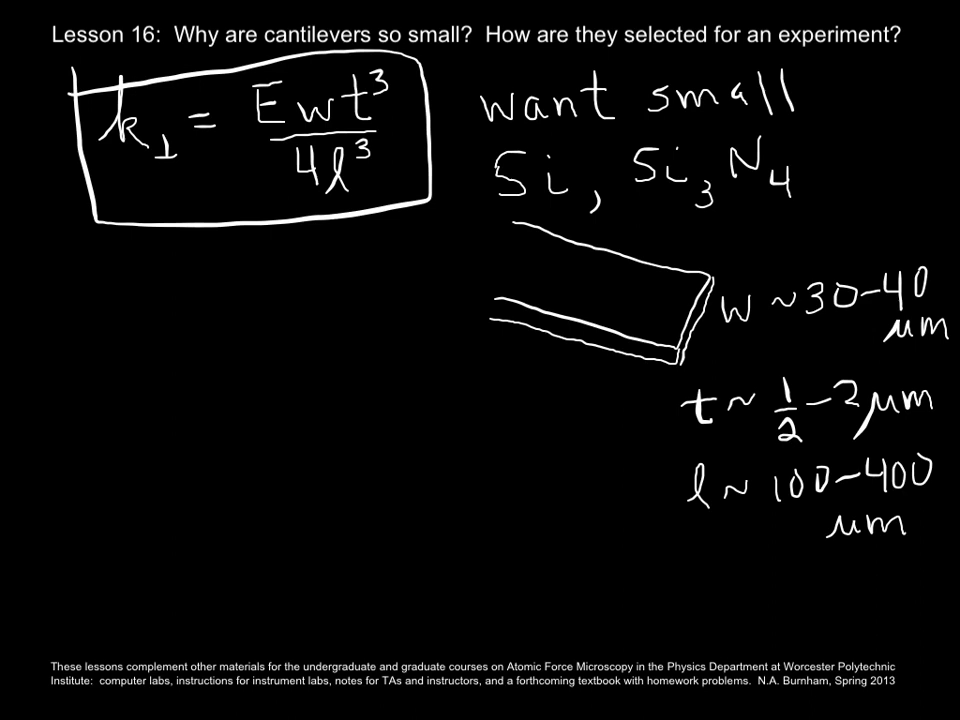 Lesson 16:  Why are cantilevers so small?  How are they selected for an experiment?
k⊥ = Ewt³/4l³
want small
Si, Si₃N₄
w ~ 30-40
μm
t ~ 1/2 - 2 μm
l ~ 100-400
μm
These lessons complement other materials for the undergraduate and graduate courses on Atomic Force Microscopy in the Physics Department at Worcester Polytechnic
Institute:  computer labs, instructions for instrument labs, notes for TAs and instructors, and a forthcoming textbook with homework problems.  N.A. Burnham, Spring 2013